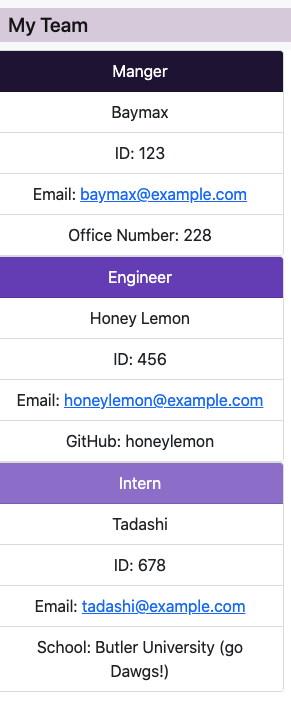 My Team
Manger
Baymax
ID: 123
Email: baymax@example.com
Office Number: 228
Engineer
Honey Lemon
ID: 456
Email: honeylemon@example.com
GitHub: honeylemon
Intern
Tadashi
ID: 678
Email: tadashi@example.com
School: Butler University (go
Dawgs!)